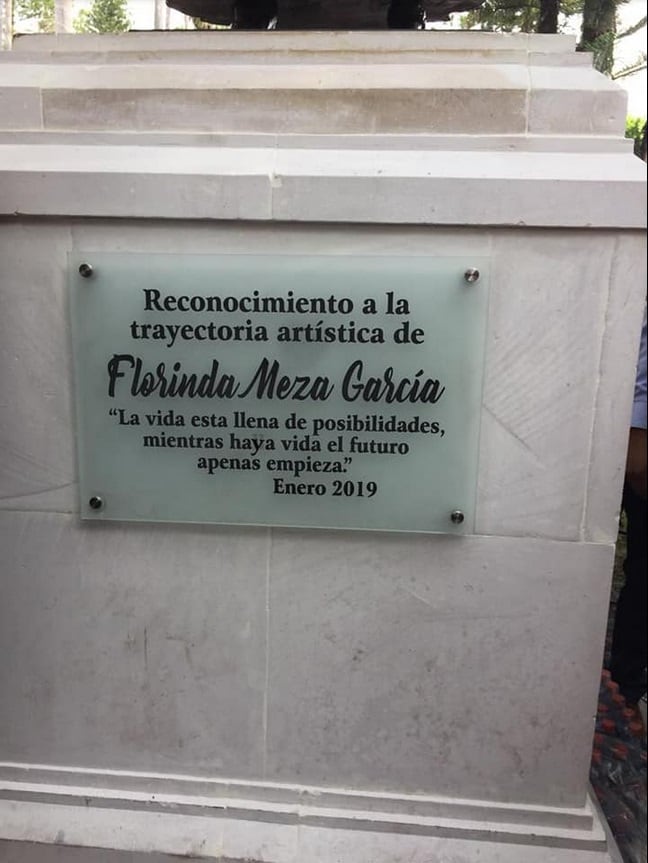 Reconocimiento a la
trayectoria artística de
Florinda Meza García
“La vida esta llena de posibilidades,
mientras haya vida el futuro
apenas empieza.”
Enero 2019